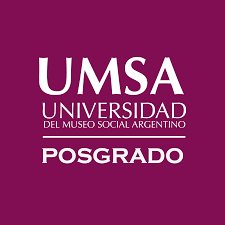 UMSA
UNIVERSIDAD
DEL MUSEO SOCIAL ARGENTINO
POSGRADO